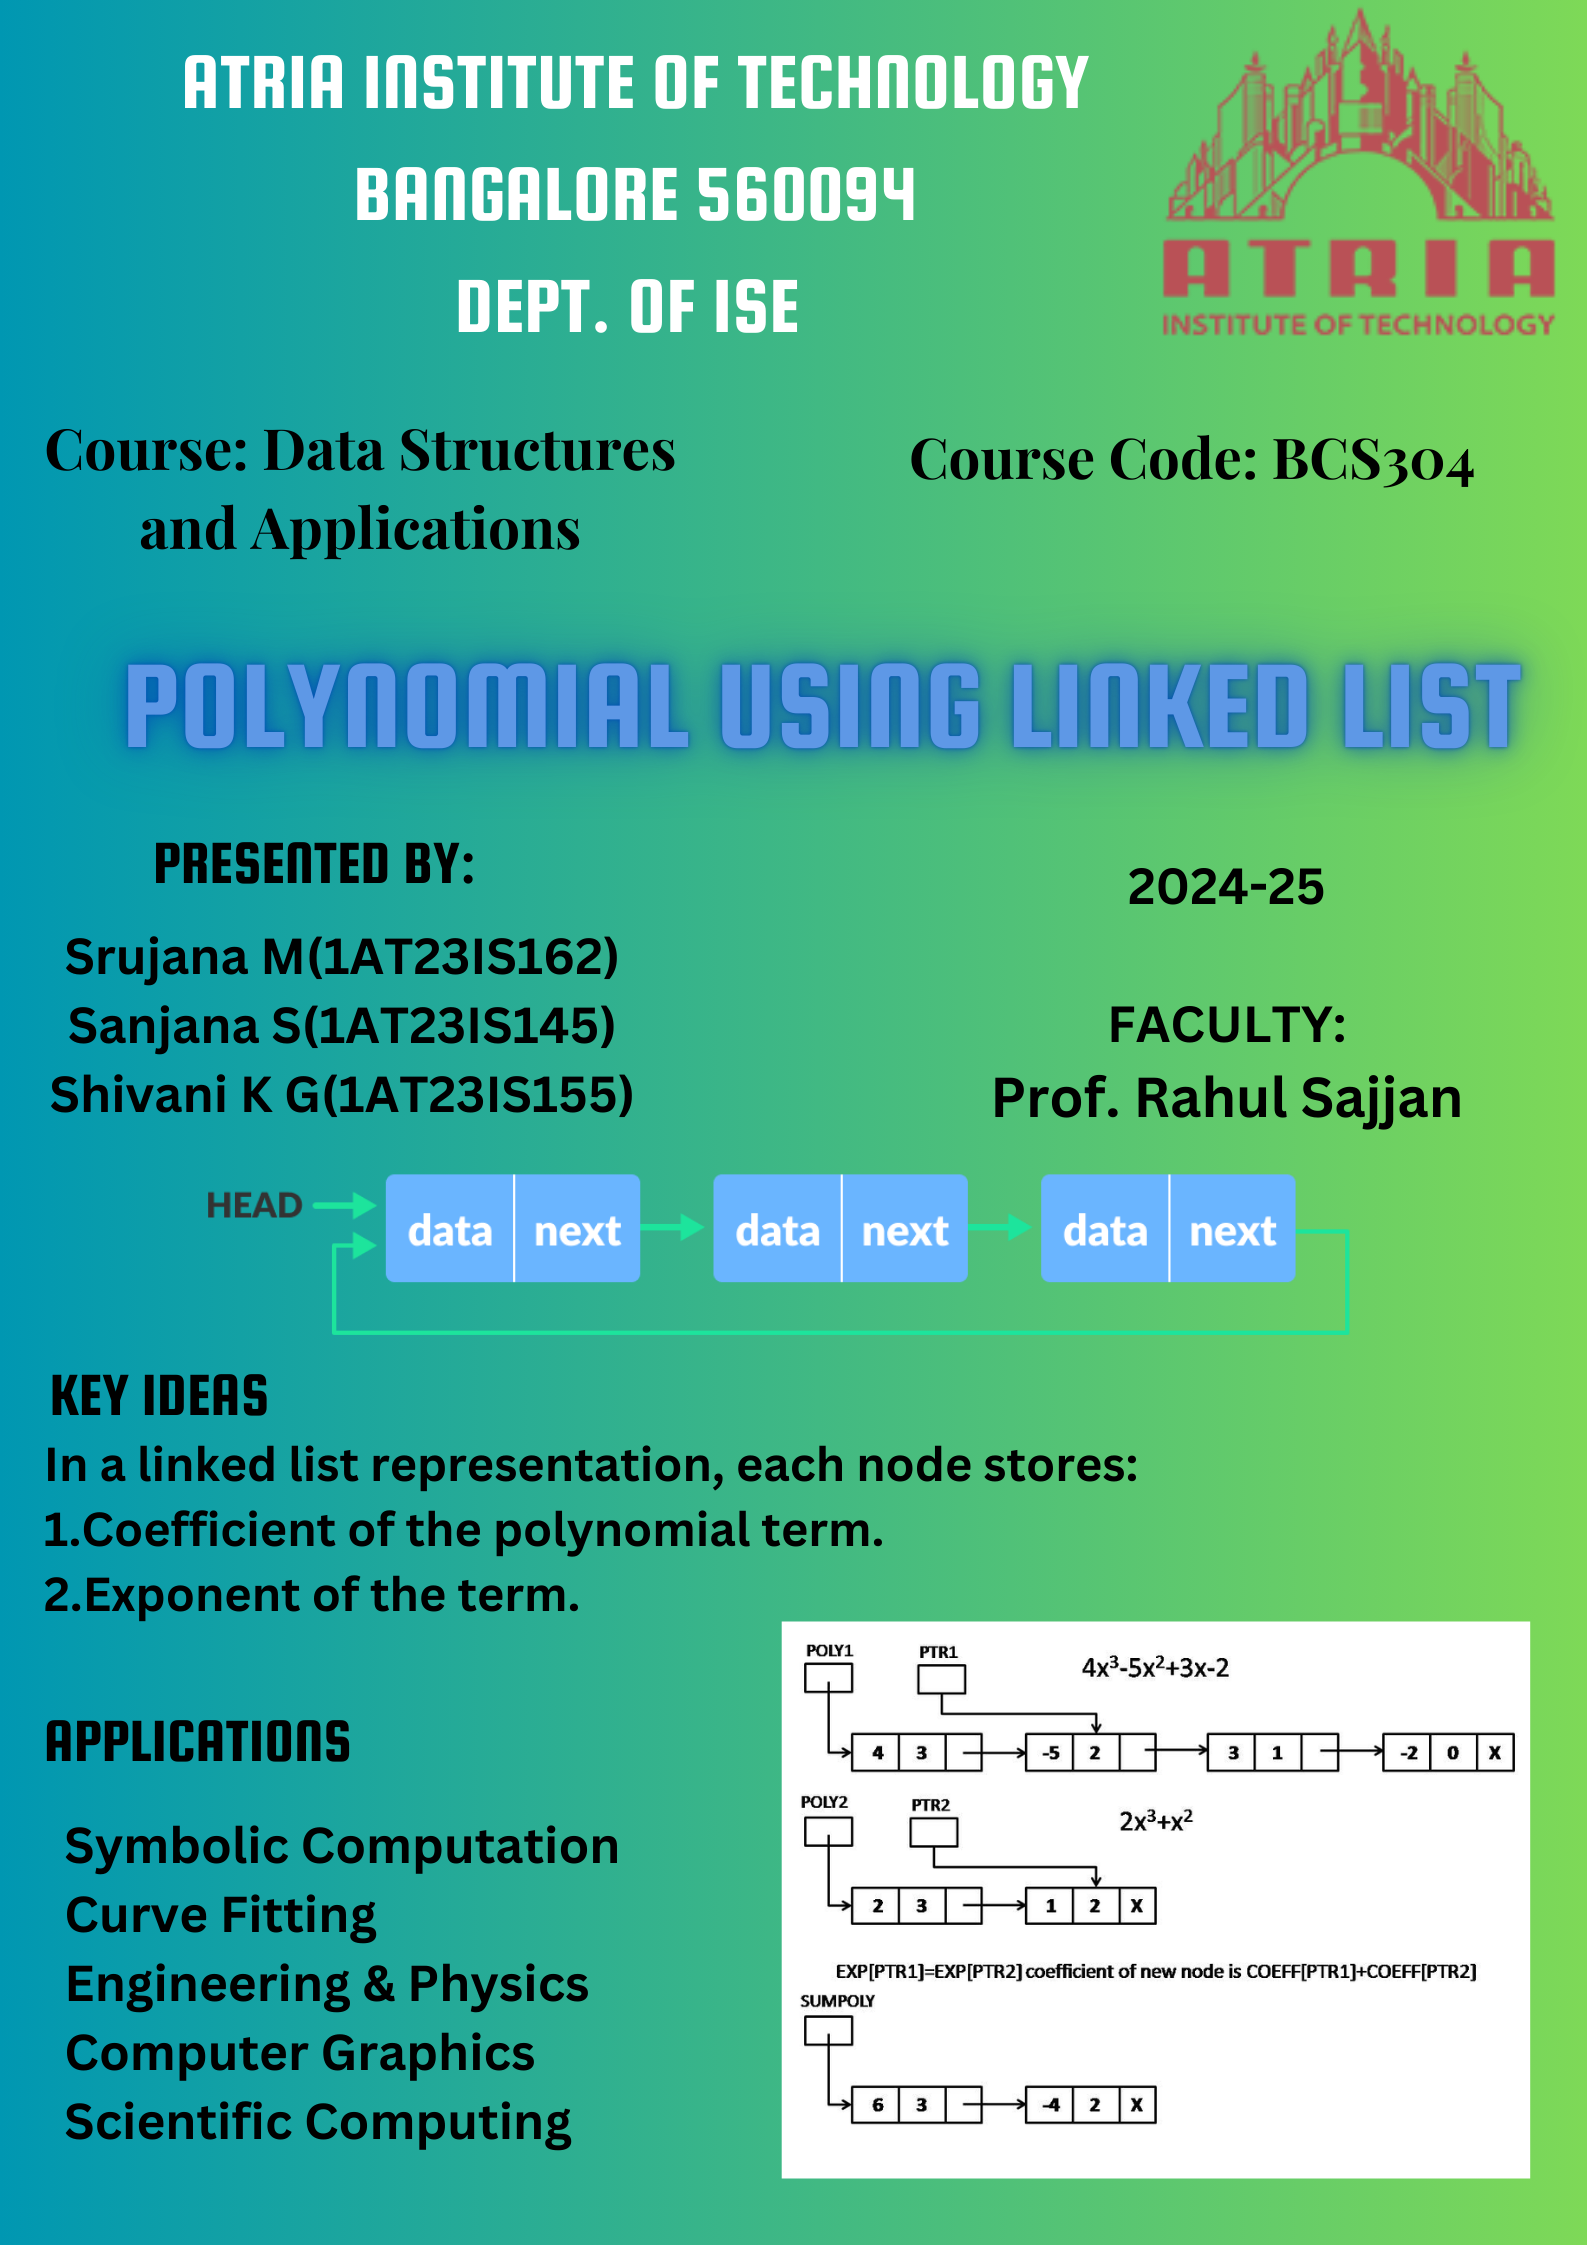 ATRIA INSTITUTE OF TECHNOLOGY
BANGALORE 560094
DEPT. OF ISE
ATRIA
INSTITUTE OF TECHNOLOGY
Course: Data Structures
and Applications
Course Code: BCS304
POLYNOMIAL USING LINKED LIST
PRESENTED BY:
Srujana M(1AT23IS162)
Sanjana S(1AT23IS145)
Shivani K G(1AT23IS155)
2024-25
FACULTY:
Prof. Rahul Sajjan
HEAD
data next data next data next
KEY IDEAS
In a linked list representation, each node stores:
1.Coefficient of the polynomial term.
2.Exponent of the term.
APPLICATIONS
Symbolic Computation
Curve Fitting
Engineering & Physics
Computer Graphics
Scientific Computing
POLY1 PTR1 4x³-5x²+3x-2
4 3 -5 2 3 1 -2 0 X
POLY2 PTR2 2x³+x²
2 3 1 2 X
EXP[PTR1]=EXP[PTR2] coefficient of new node is COEFF[PTR1]+COEFF[PTR2]
SUMPOLY
6 3 -4 2 X